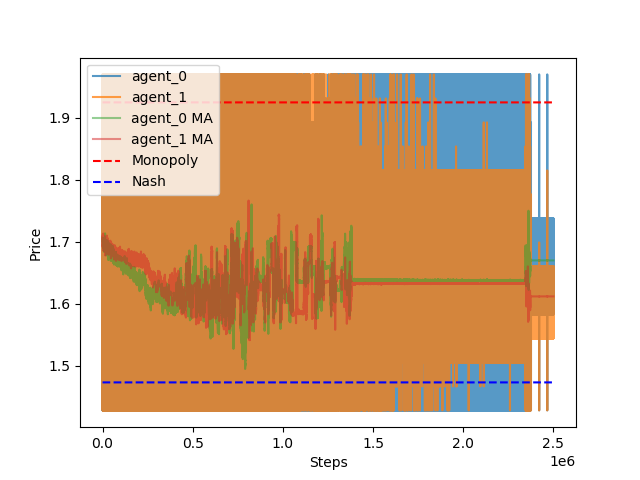 agent_0
agent_1
agent_0 MA
agent_1 MA
Monopoly
Nash
Price
1.9
1.8
1.7
1.6
1.5
0.0 0.5 1.0 1.5 2.0 2.5
Steps
1e6